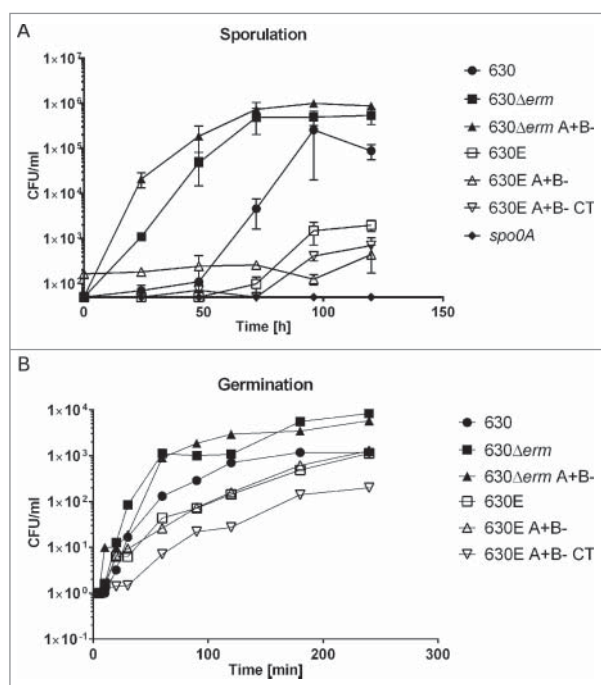 A
Sporulation
CFU/ml
1×10⁷
1×10⁶
1×10⁵
1×10⁴
1×10³
1×10²
0
50
100
150
Time [h]
630
630Δerm
630Δerm A+B-
630E
630E A+B-
630E A+B- CT
spo0A
B
Germination
CFU/ml
1×10⁴
1×10³
1×10²
1×10¹
1×10⁰
1×10⁻¹
0
100
200
300
Time [min]
630
630Δerm
630Δerm A+B-
630E
630E A+B-
630E A+B- CT